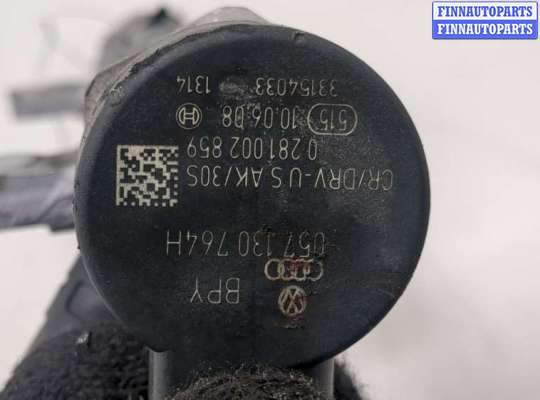 FINNAUTOPARTS
FINNAUTOPARTS
BPY
057 130 764H
CR/DRV-U S AK/30S
0 281 002 859
515 10.06.08
33154033 1314